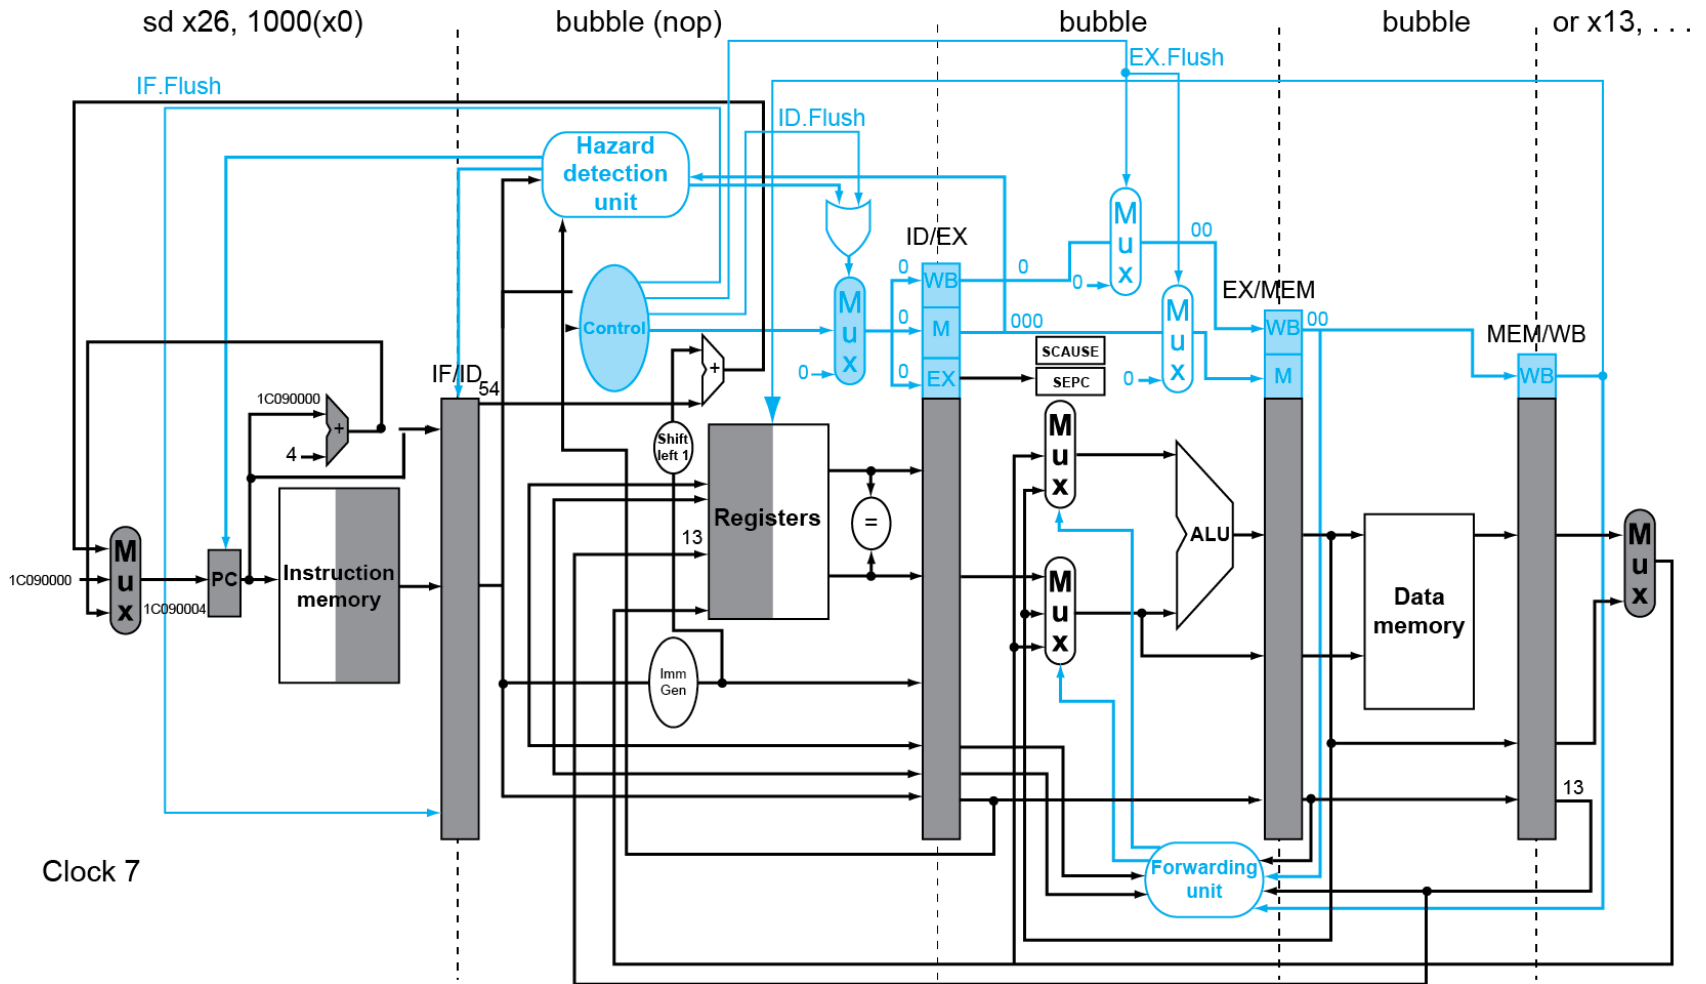 sd x26, 1000(x0)
bubble (nop)
bubble
bubble
or x13, . . .
IF.Flush
EX.Flush
ID.Flush
Hazard
detection
unit
M
u
x
00
ID/EX
0
0
0
WB
M
u
x
0
M
u
x
0
EX/MEM
WB
00
M
0
Control
0
M
000
SCAUSE
SEPC
0
EX
MEM/WB
WB
+
IF/ID
54
1C090000
+
4
Shift
left 1
M
u
x
Registers
13
=
ALU
M
u
x
1C090000
1C090004
PC
Instruction
memory
M
u
x
Data
memory
M
u
x
Imm
Gen
13
Forwarding
unit
Clock 7